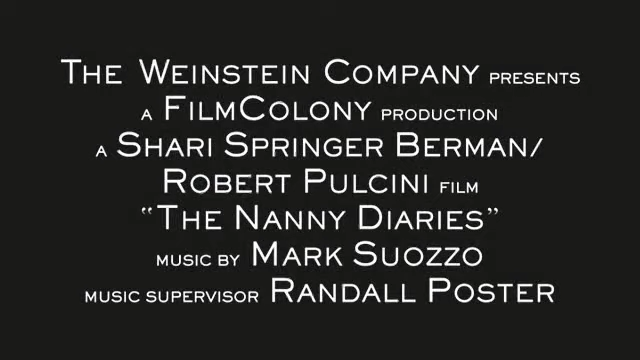 THE WEINSTEIN COMPANY PRESENTS
A FILMCOLONY PRODUCTION
A SHARI SPRINGER BERMAN/
ROBERT PULCINI FILM
“THE NANNY DIARIES”
MUSIC BY MARK SUOZZO
MUSIC SUPERVISOR RANDALL POSTER